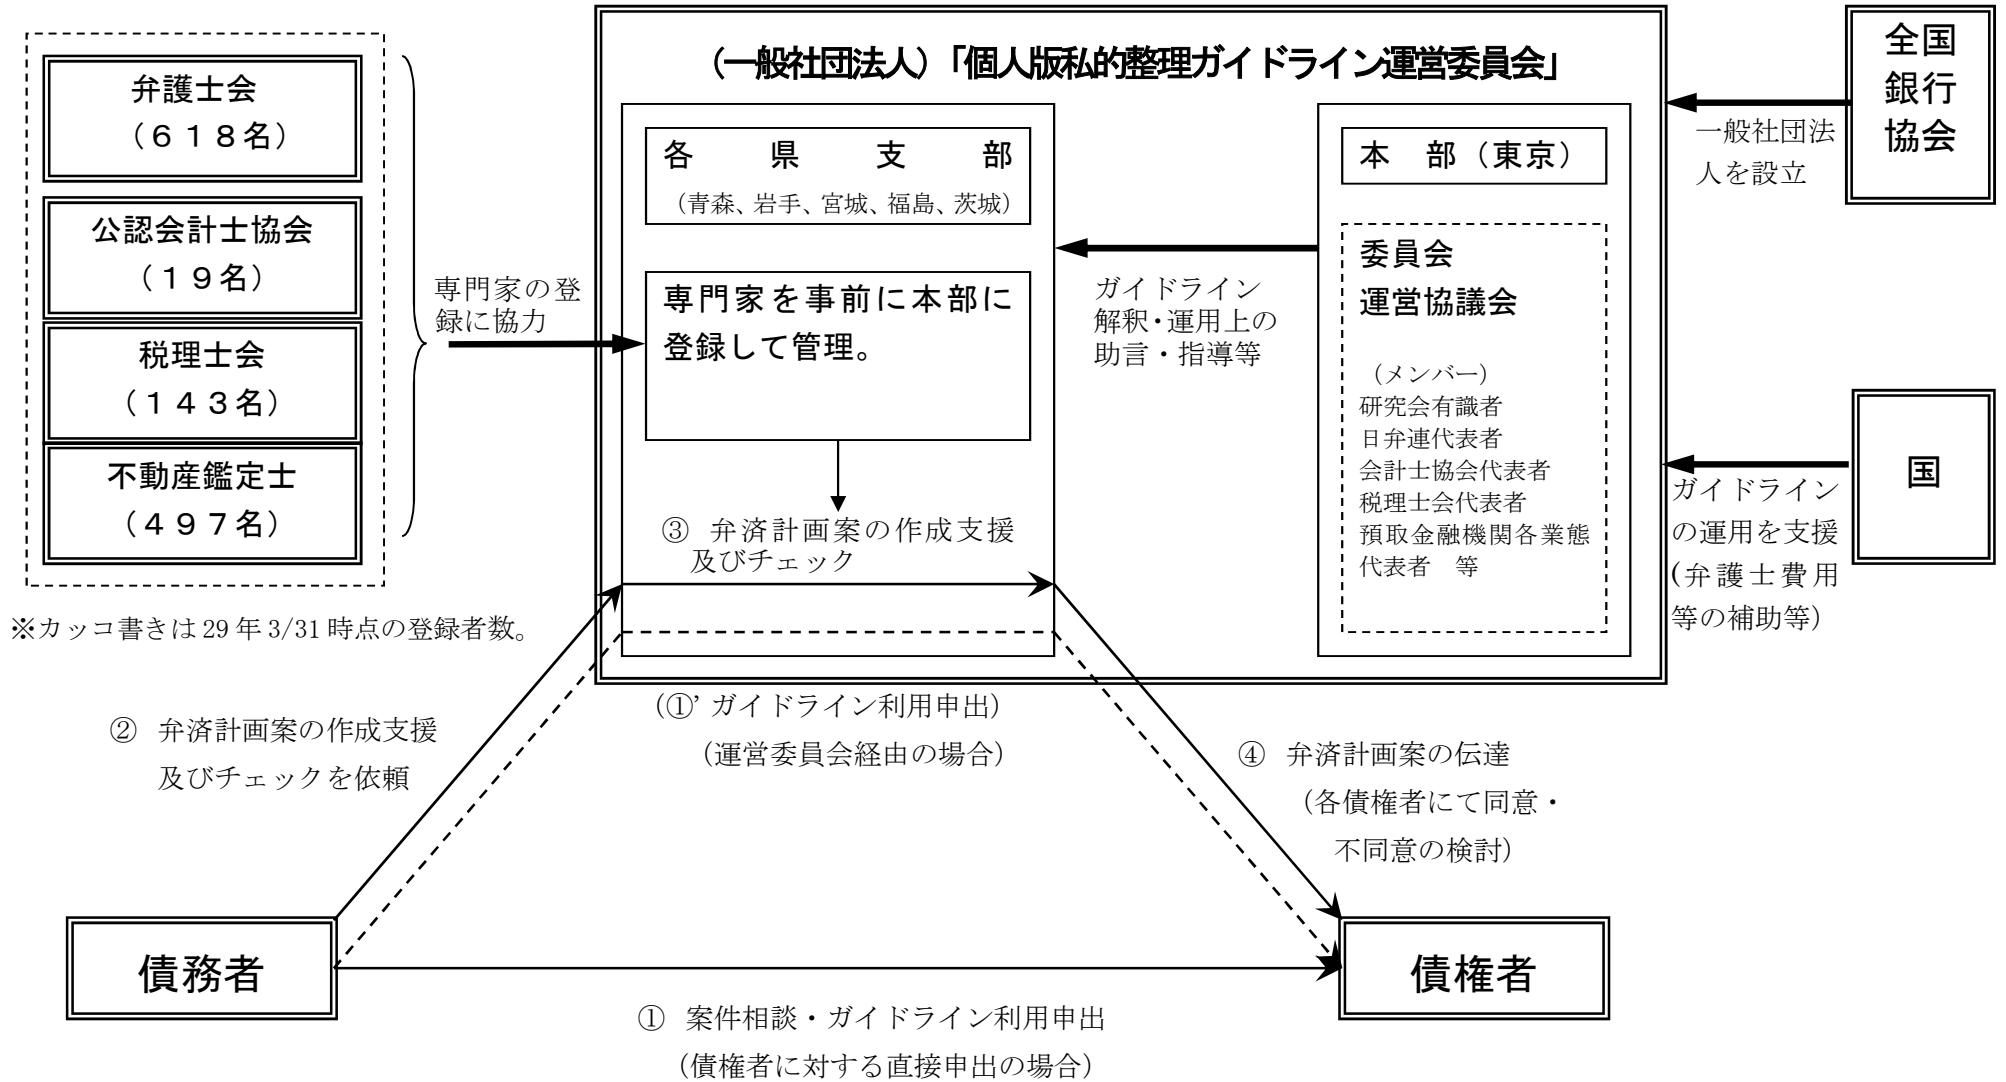 (一般社団法人)「個人版私的整理ガイドライン運営委員会」
弁護士会
(618名)
公認会計士協会
(19名)
税理士会
(143名)
不動産鑑定士
(497名)
※カッコ書きは29年3/31時点の登録者数。
専門家の登
録に協力
各県支部
(青森、岩手、宮城、福島、茨城)
専門家を事前に本部に
登録して管理。
③ 弁済計画案の作成支援
及びチェック
ガイドライン
解釈・運用上の
助言・指導等
本 部(東京)
委員会
運営協議会
(メンバー)
研究会有識者
日弁連代表者
会計士協会代表者
税理士会代表者
預取金融機関各業態
代表者 等
全国
銀行
協会
一般社団法
人を設立
国
ガイドライン
の運用を支援
(弁護士費用
等の補助等)
② 弁済計画案の作成支援
及びチェックを依頼
(①’ ガイドライン利用申出)
(運営委員会経由の場合)
④ 弁済計画案の伝達
(各債権者にて同意・
不同意の検討)
債務者
債権者
① 案件相談・ガイドライン利用申出
(債権者に対する直接申出の場合)